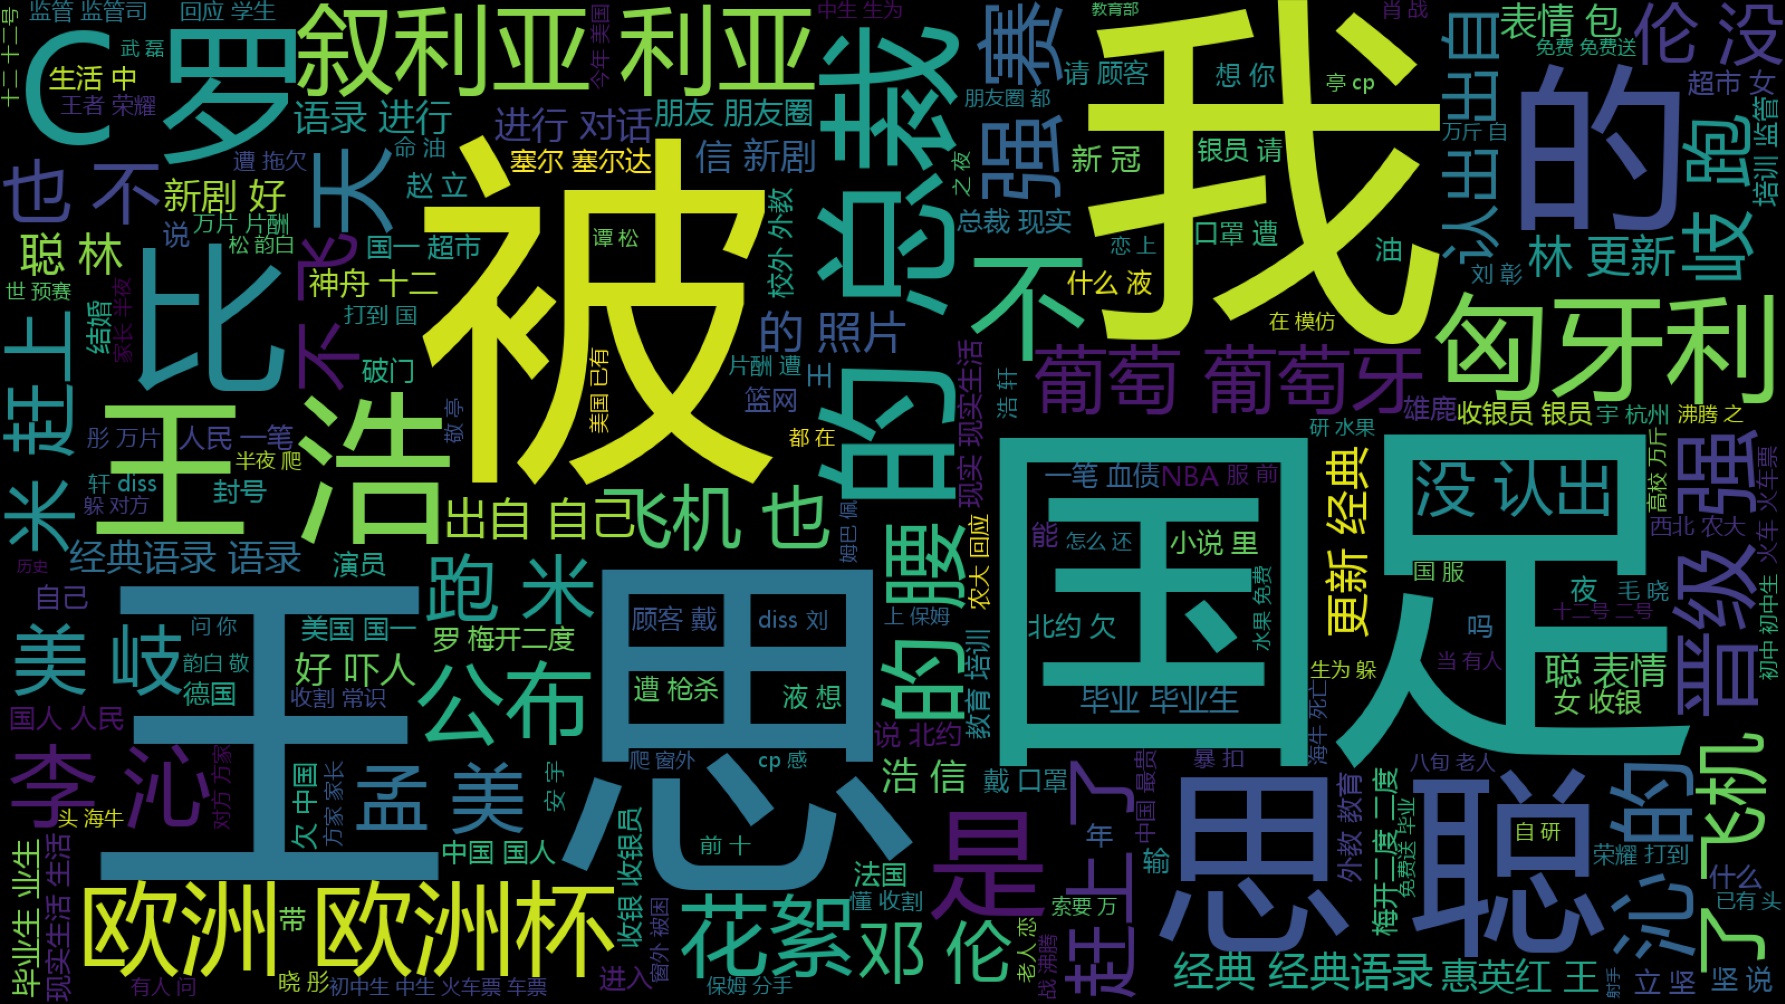 监管 监管司
回应 学生
叙利亚 利亚
中生 生为
教育部
肖 战
表情 包
伦 没
十二 十二号
C 罗
武 磊
今年 美国
总裁
赛
强
我
请 顾客
想 你
亭 cp
免费 免费送
认出 出自
的
超市 女
生活 中
王者 荣耀
语录 进行
进行 对话
朋友 朋友圈
朋友圈 都
万斤 自
跑
岐
培训 监管
也 不
遭 拖欠
天
命 油
塞尔 塞尔达
信 新剧
之 夜
新 冠
银员 请
新剧 好
赵 立
被
万片 片酬
说
松 韵白
国一 超市
谭 松
校外 外教
总裁 现实
恋 上
口罩 遭
油
林 更新
刘 彰
聪 林
比
飞
不
神舟 十二
不
什么 液
世 预赛
家长 半夜
结婚
打到 国
的 照片
在 模仿
匈牙利
赶上
破门
美国 已有
片酬 遭
王
现实 现实生活
葡萄 葡萄牙
篮网
浩 轩
雄鹿
收银员 银员
宇 杭州
沸腾 之
王 浩
彤 万片
人民 一笔
敬 亭
都 在
的
研 水果
半夜 爬
轩 diss
封号
躲 对方
米
出自 自己
飞机 也
一笔 血债
NBA
服 前
更新 经典
没 认出
高校 万斤
强
火车 火车票
国足
经典语录 语录
历史
演员
姆巴 佩
腰
农大 回应
能
怎么 还
小说 里
西北 农大
自己
跑 米
国 服
夜
毛 晓
晋级
初中 初中生
王 思
顾客 戴
diss 刘
上 保姆
水果 免费
十二号 二号
美 岐
问 你
美国 国一
罗 梅开二度
北约 欠
吗
韵白 敬
德国
好 吓人
收割 常识
公布
遭 枪杀
液 想
的
教育 培训
毕业 毕业生
生为 躲
当 有人
聪 表情
女 收银
国人 人民
说 北约
海牛 死亡
李 沁
对方 方家
欠 中国
方家 家长
孟 美
安 宇
爬 窗外
cp 感
浩 信
戴 口罩
了
中国 最贵
暴 扣
八旬 老人
思 聪
的
飞机
头 海牛
中国 国人
前 十
是
年
外教 教育
梅开二度 二度
免费送 毕业
自 研
荣耀 打到
毕业生 业生
现实生活 生活
欧洲 欧洲杯
带
收银 收银员
法国
懂 收割
输
赶上
沁
什么
已有 头
花絮
窗外 被困
邓 伦
索要 万
老人 恋
战 沸腾
了
有人 问
晓 彤
初中生 中生
火车票 车票
进入
保姆 分手
经典 经典语录
惠英红 王
射手
立 坚
坚 说